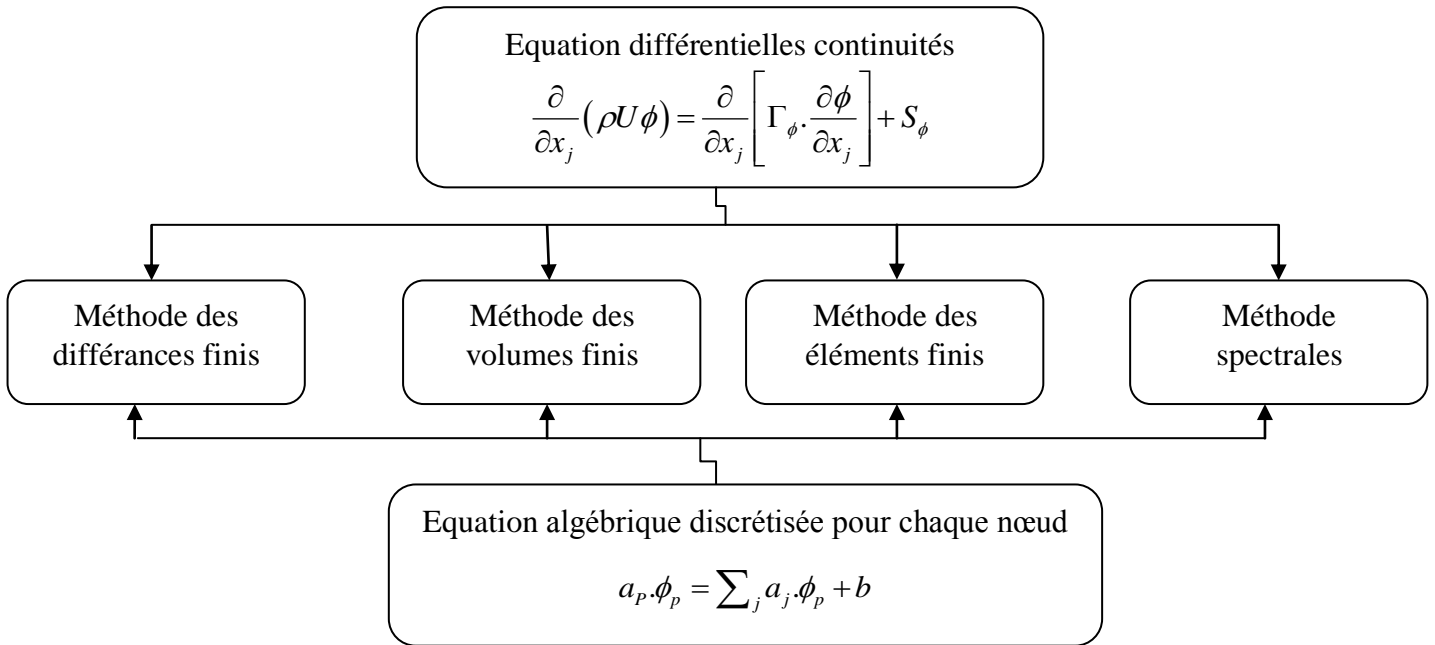 Equation différentielles continuités
∂/∂x_j (ρUϕ) = ∂/∂x_j [Γ_ϕ . ∂ϕ/∂x_j] + S_ϕ
Méthode des
différances finis
Méthode des
volumes finis
Méthode des
éléments finis
Méthode
spectrales
Equation algébrique discrétisée pour chaque nœud
a_P.ϕ_p = ∑_j a_j.ϕ_p + b